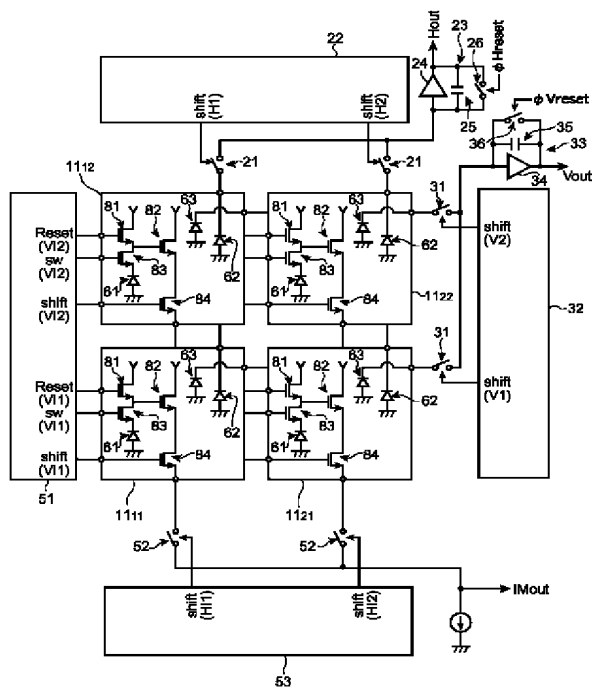 22
Hout
23
26
φ Hreset
24
25
shift
(H1)
shift
(H2)
φ Vreset
36
35
33
34
Vout
21
21
11₁₂
31
81
82
63
81
82
63
Reset
(VI2)
sw
(VI2)
shift
(VI2)
83
61
62
84
83
61
62
84
11₂₂
shift
(V2)
32
31
81
82
63
81
82
63
Reset
(VI1)
sw
(VI1)
shift
(VI1)
83
61
62
84
83
61
62
84
shift
(V1)
51
11₁₁
11₂₁
52
52
shift
(HI1)
shift
(HI2)
IMout
53